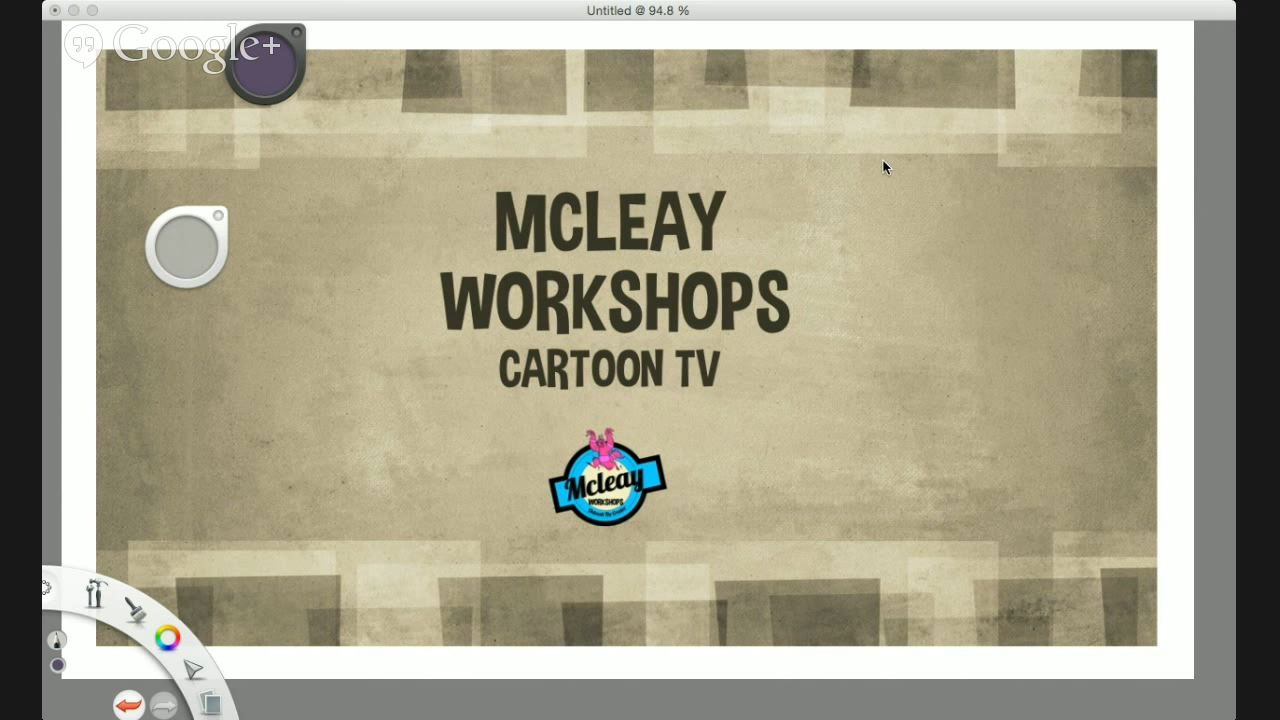 Untitled @ 94.8 %
Google+
MCLEAY
WORKSHOPS
CARTOON TV
Mcleay
WORKSHOPS